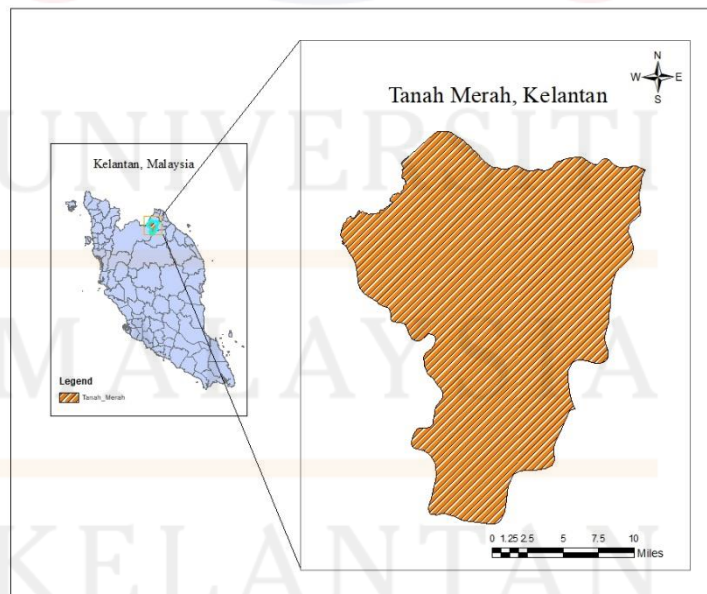 UNIVERSITI
MALAYSIA
KELANTAN
Kelantan, Malaysia
Legend
Tanah_Merah
Tanah Merah, Kelantan
N
W E
S
0 1.25 2.5 5 7.5 10
Miles